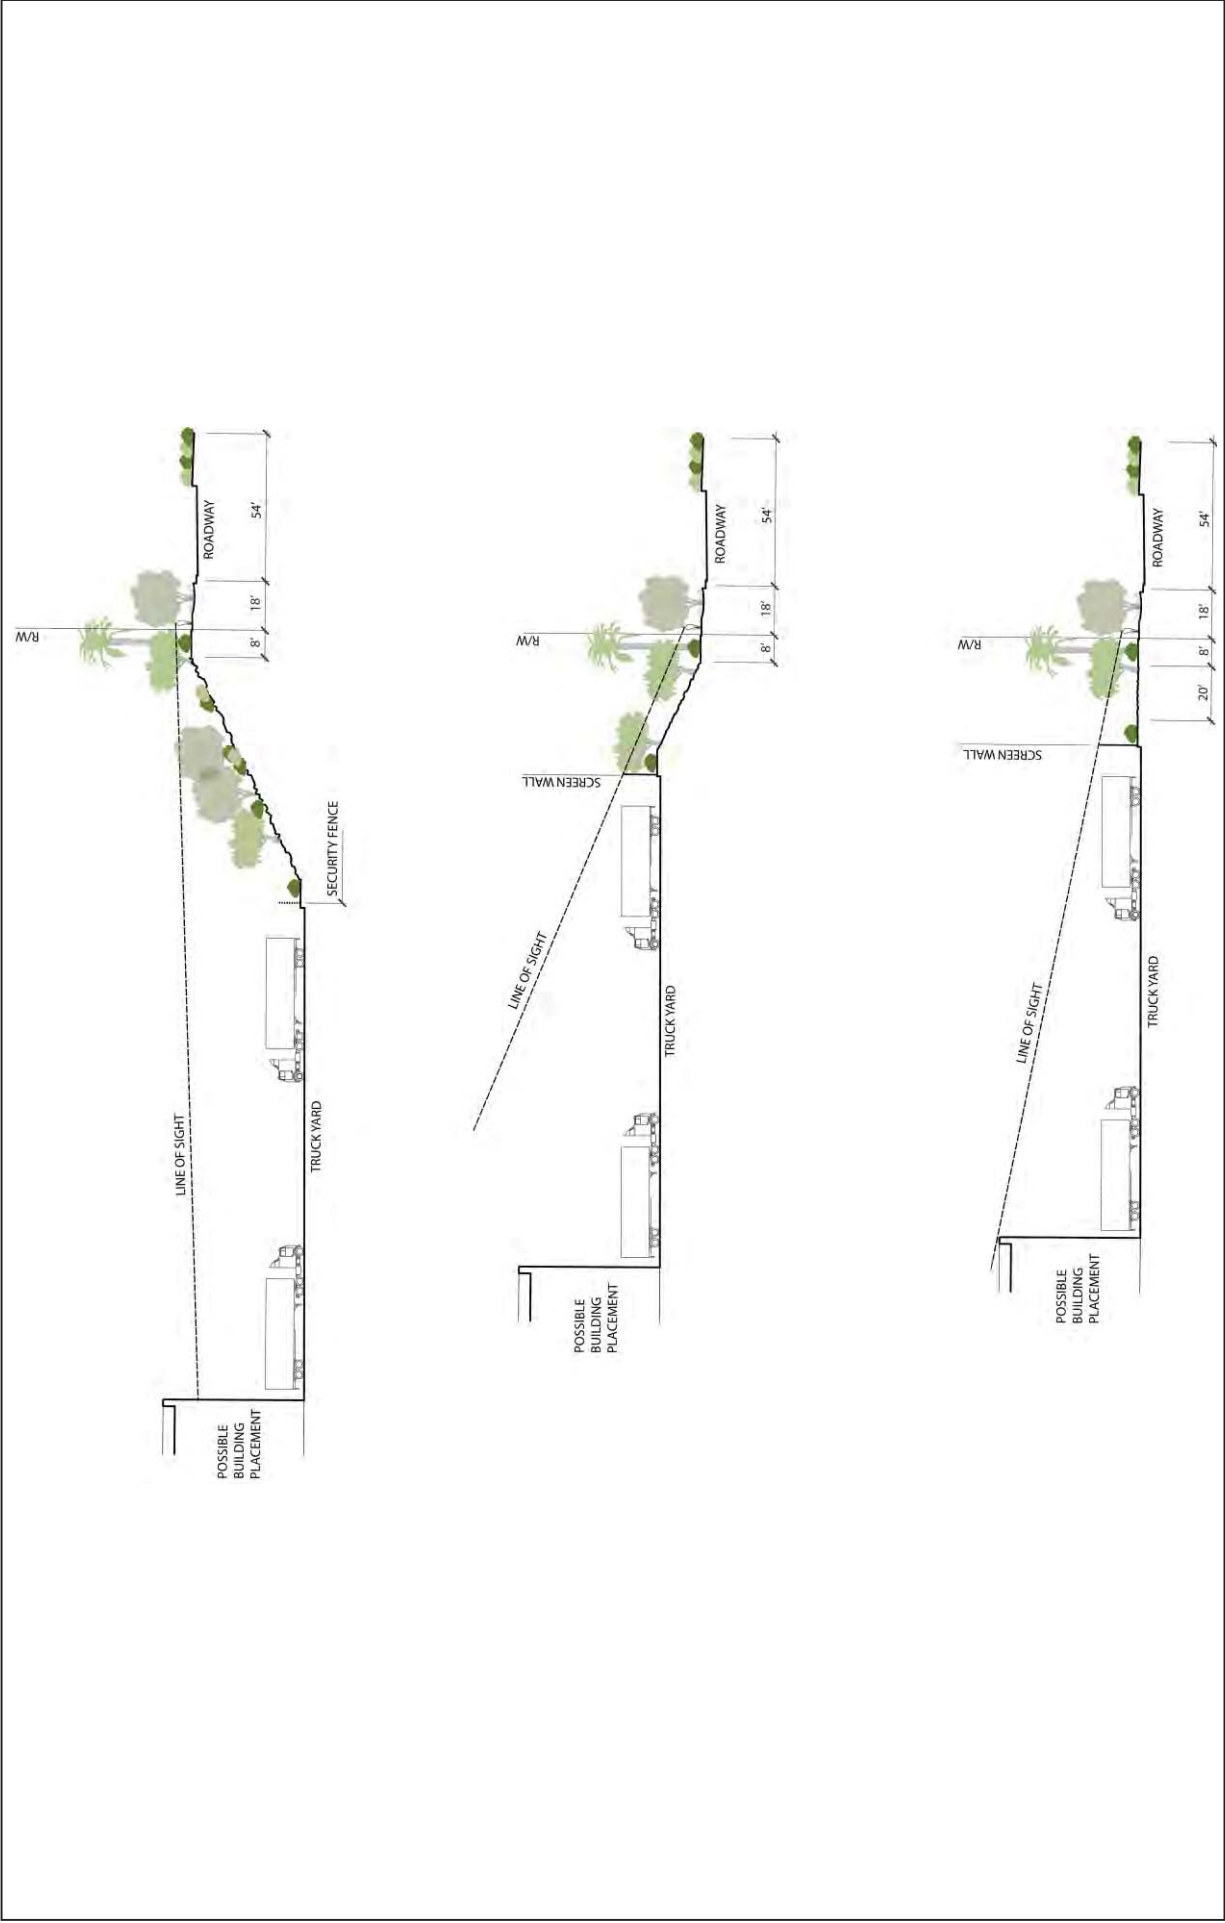 R/W
ROADWAY
54'
18'
8'
SECURITY FENCE
LINE OF SIGHT
TRUCK YARD
POSSIBLE
BUILDING
PLACEMENT
R/W
ROADWAY
54'
18'
8'
SCREEN WALL
LINE OF SIGHT
TRUCK YARD
POSSIBLE
BUILDING
PLACEMENT
R/W
ROADWAY
54'
18'
8'
20'
SCREEN WALL
LINE OF SIGHT
TRUCK YARD
POSSIBLE
BUILDING
PLACEMENT